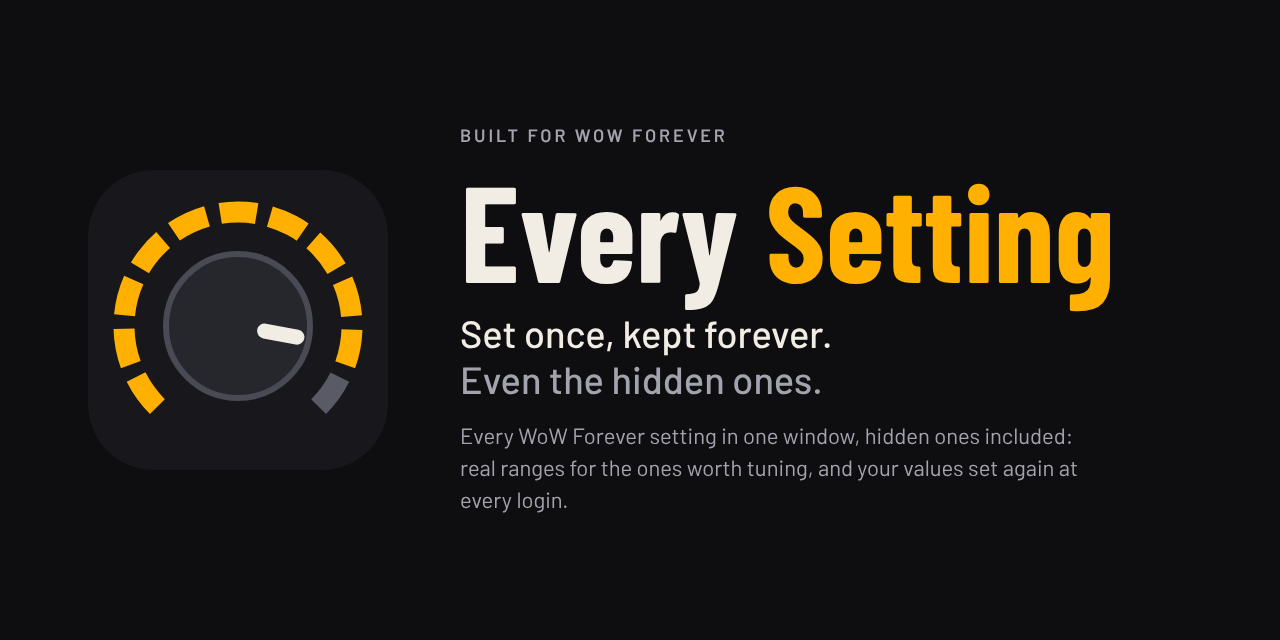 BUILT FOR WOW FOREVER
Every Setting
Set once, kept forever.
Even the hidden ones.
Every WoW Forever setting in one window, hidden ones included:
real ranges for the ones worth tuning, and your values set again at
every login.